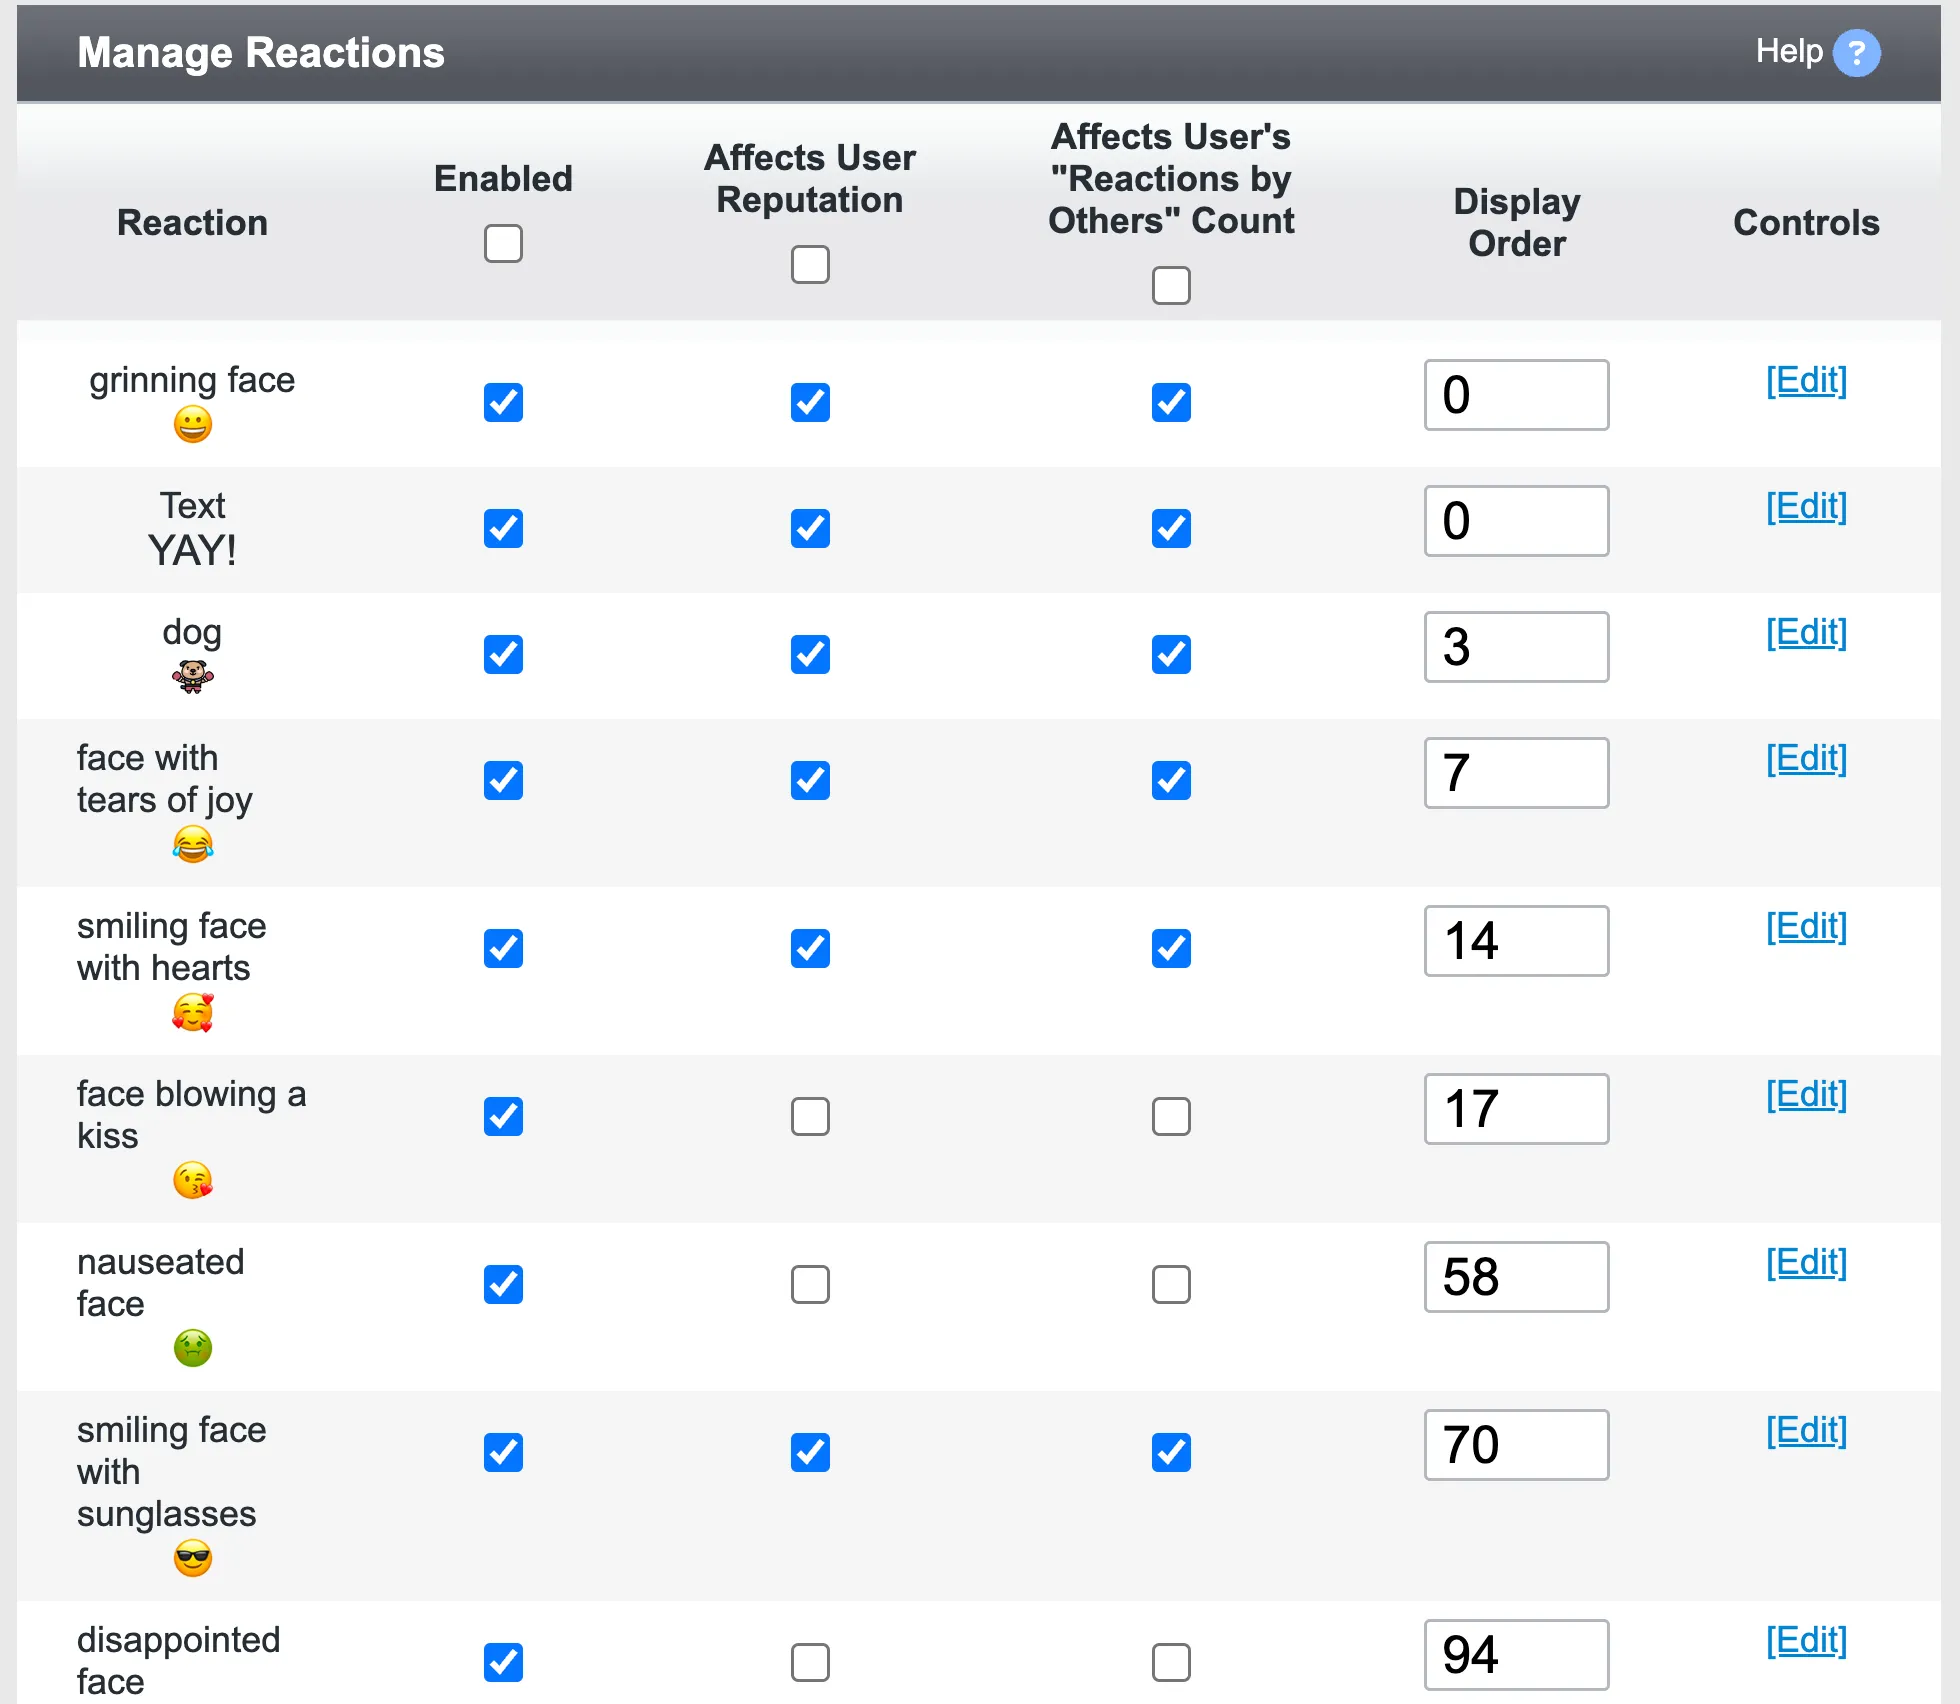 Manage Reactions
Help ?
Reaction
Enabled
Affects User
Reputation
Affects User's
"Reactions by
Others" Count
Display
Order
Controls
grinning face
0
[Edit]
Text
YAY!
0
[Edit]
dog
3
[Edit]
face with
tears of joy
7
[Edit]
smiling face
with hearts
14
[Edit]
face blowing a
kiss
17
[Edit]
nauseated
face
58
[Edit]
smiling face
with
sunglasses
70
[Edit]
disappointed
face
94
[Edit]